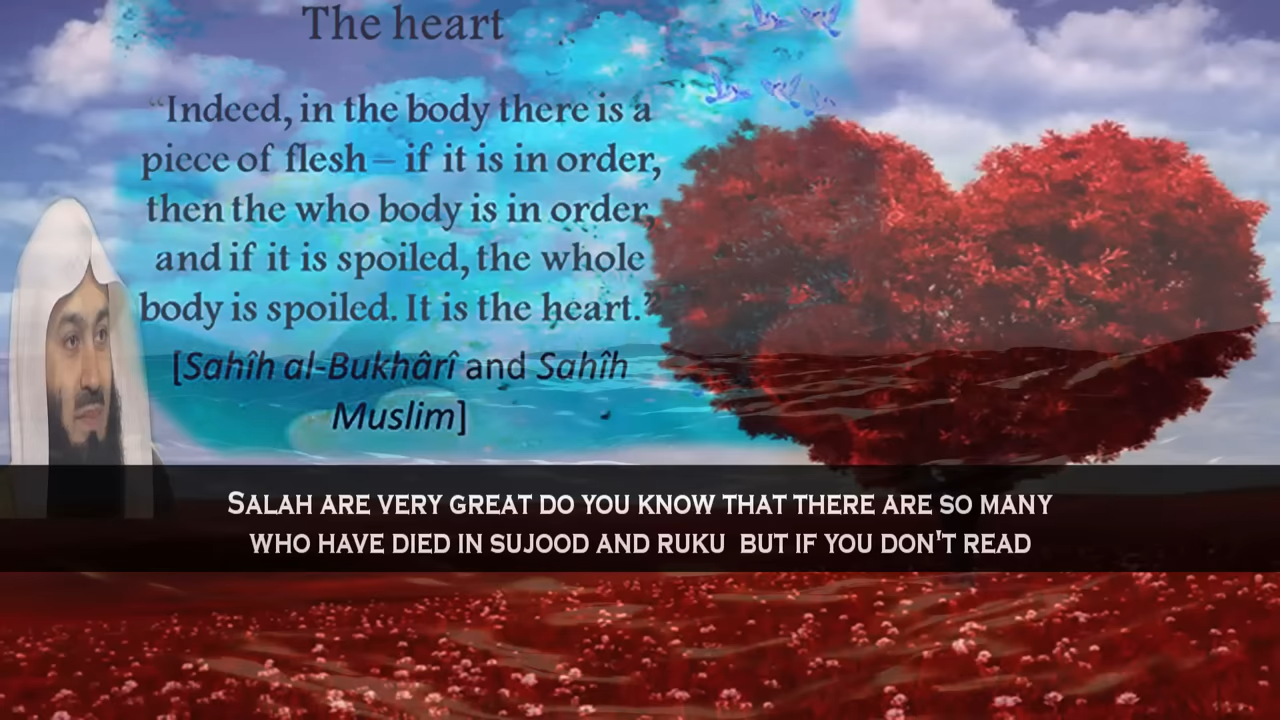 The heart
“Indeed, in the body there is a
piece of flesh – if it is in order,
then the who body is in order,
and if it is spoiled, the whole
body is spoiled. It is the heart.”
[Sahîh al-Bukhârî and Sahîh
Muslim]
SALAH ARE VERY GREAT DO YOU KNOW THAT THERE ARE SO MANY
WHO HAVE DIED IN SUJOOD AND RUKU  BUT IF YOU DON'T READ